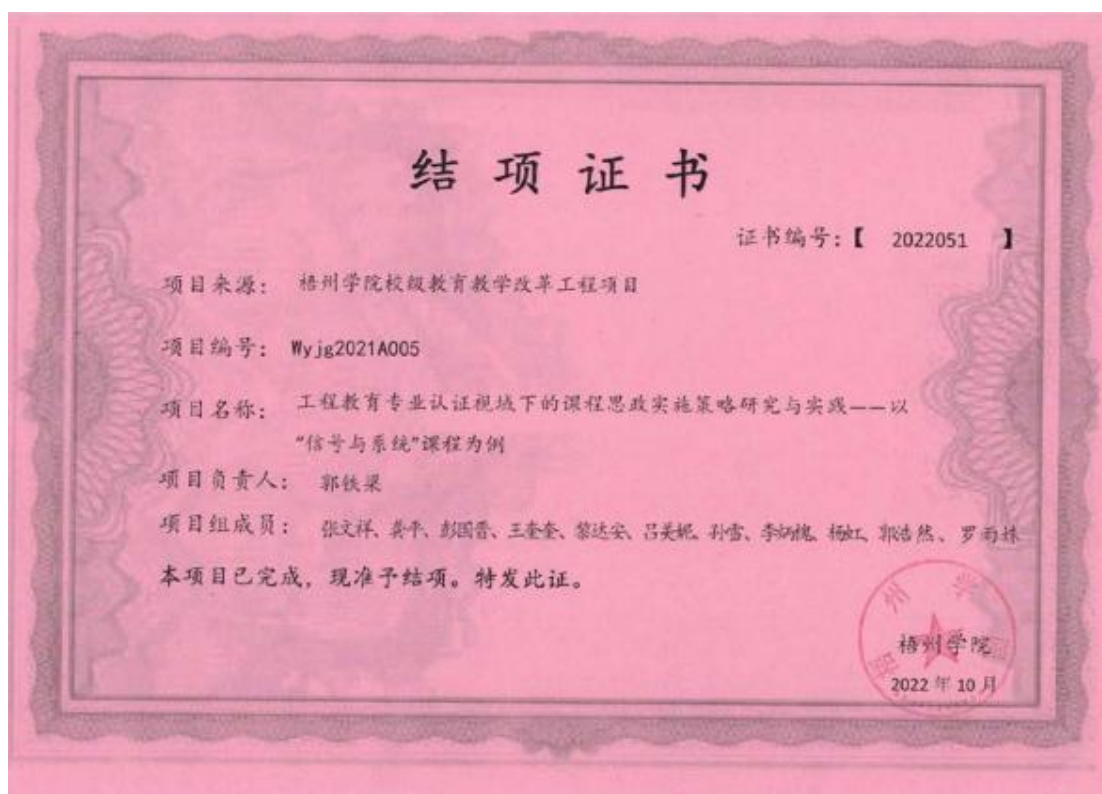 结项证书
证书编号:【 2022051 】
项目来源: 梧州学院校级教育教学改革工程项目
项目编号: Wyjg2021A005
项目名称: 工程教育专业认证视域下的课程思政实施策略研究与实践——以
“信号与系统”课程为例
项目负责人: 郭铁梁
项目组成员: 张文祥、龚平、彭国晋、王奎奎、黎达安、吕美妮、孙雪、李炳槐、杨虹、郭浩然、罗雨
本项目已完成, 现准予结项。特发此证。
梧州学院
2022 年 10 月